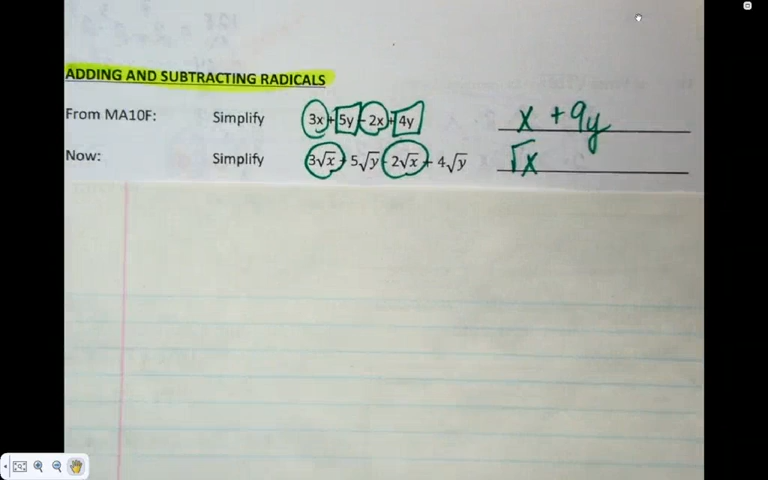 ADDING AND SUBTRACTING RADICALS
From MA10F: Simplify 3x + 5y - 2x + 4y x + 9y
Now: Simplify 3√x + 5√y - 2√x + 4√y √x